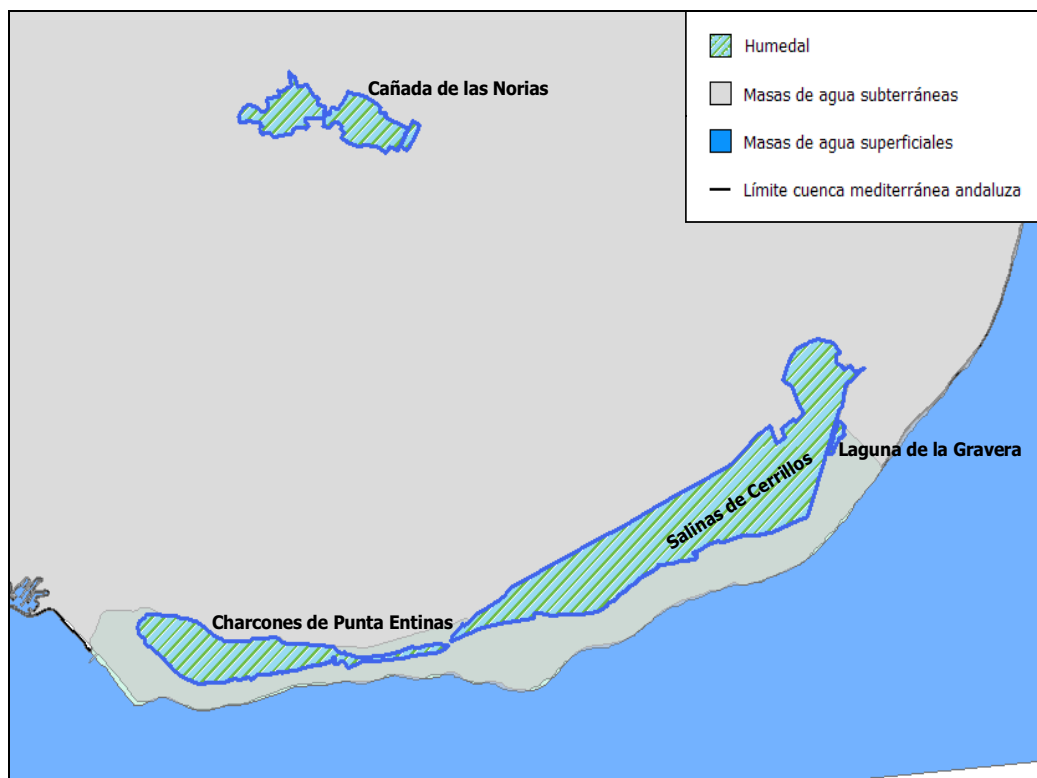 Humedal
Masas de agua subterráneas
Masas de agua superficiales
Límite cuenca mediterránea andaluza
Cañada de las Norias
Laguna de la Gravera
Salinas de Cerrillos
Charcones de Punta Entinas